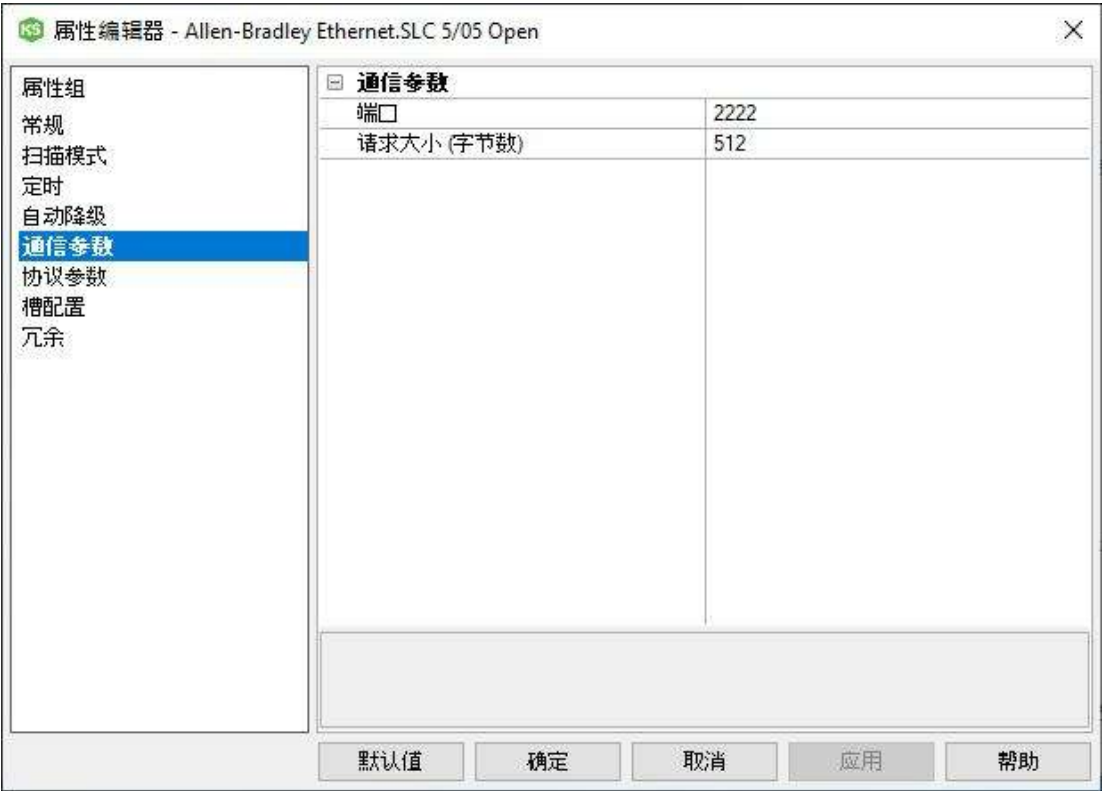 KS 属性编辑器 - Allen-Bradley Ethernet.SLC 5/05 Open
属性组
常规
扫描模式
定时
自动降级
通信参数
协议参数
槽配置
冗余
通信参数
端口 2222
请求大小 (字节数) 512
默认值 确定 取消 应用 帮助